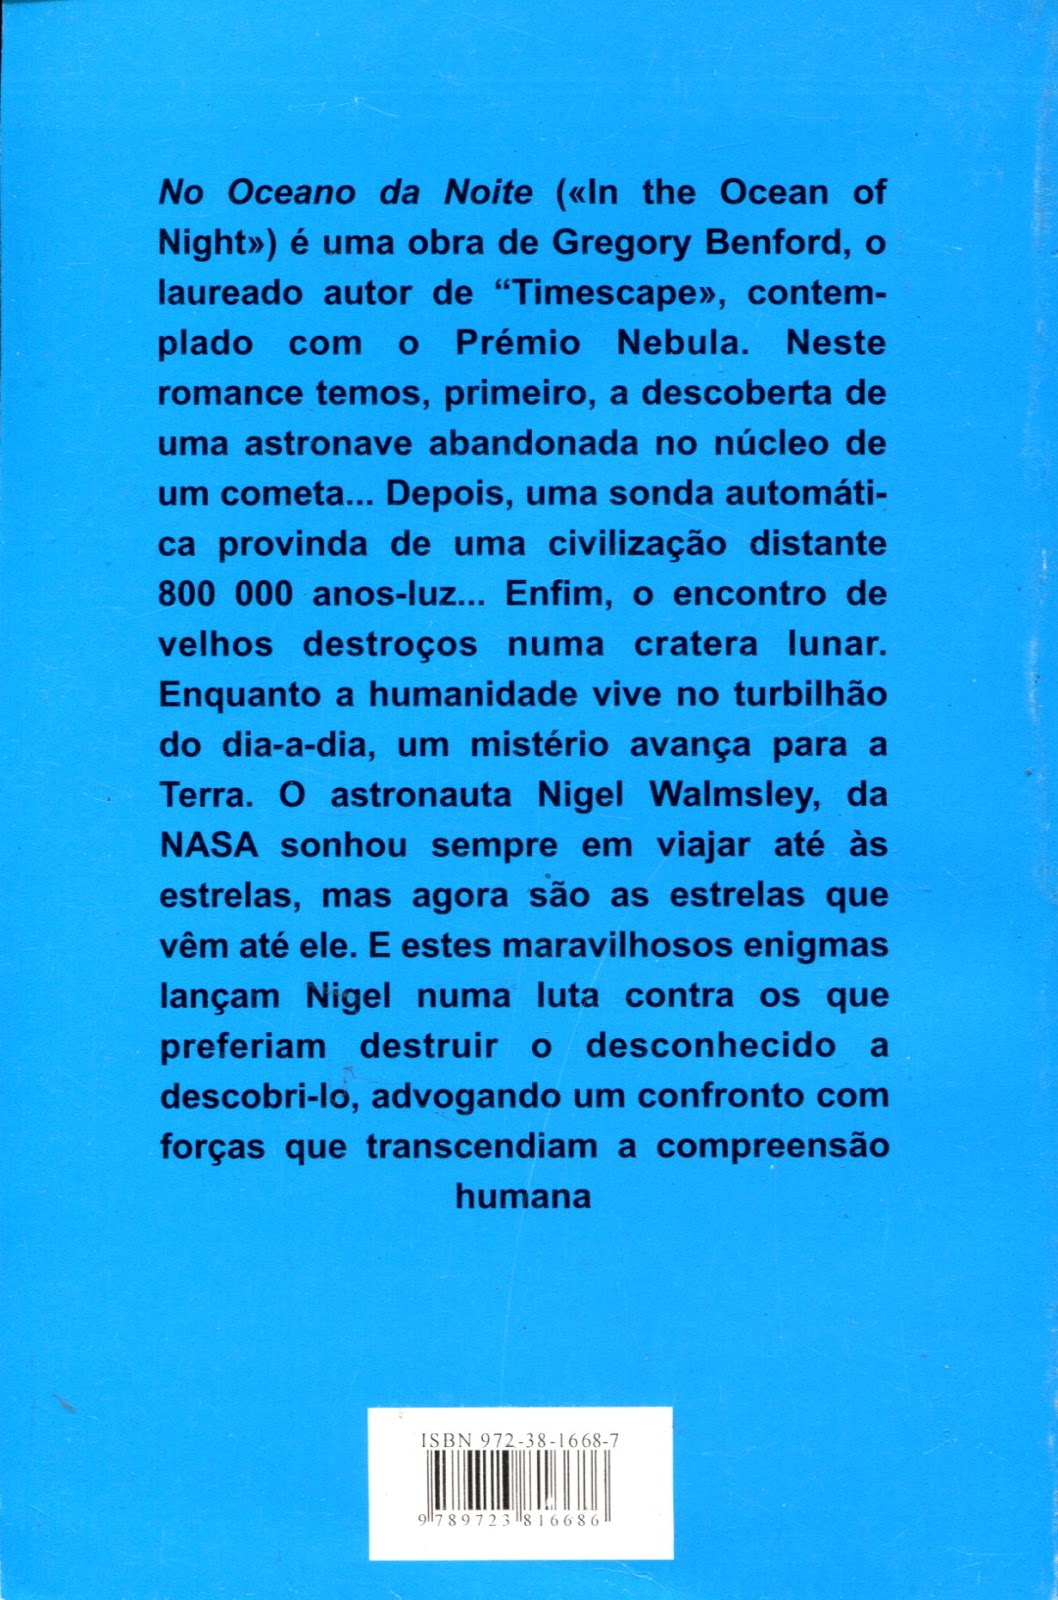 No Oceano da Noite («In the Ocean of
Night») é uma obra de Gregory Benford, o
laureado autor de “Timescape», contem-
plado com o Prémio Nebula. Neste
romance temos, primeiro, a descoberta de
uma astronave abandonada no núcleo de
um cometa... Depois, uma sonda automáti-
ca provinda de uma civilização distante
800 000 anos-luz... Enfim, o encontro de
velhos destroços numa cratera lunar.
Enquanto a humanidade vive no turbilhão
do dia-a-dia, um mistério avança para a
Terra. O astronauta Nigel Walmsley, da
NASA sonhou sempre em viajar até às
estrelas, mas agora são as estrelas que
vêm até ele. E estes maravilhosos enigmas
lançam Nigel numa luta contra os que
preferiam destruir o desconhecido a
descobri-lo, advogando um confronto com
forças que transcendiam a compreensão
humana
ISBN 972-38-1668-7
9 789723 816686